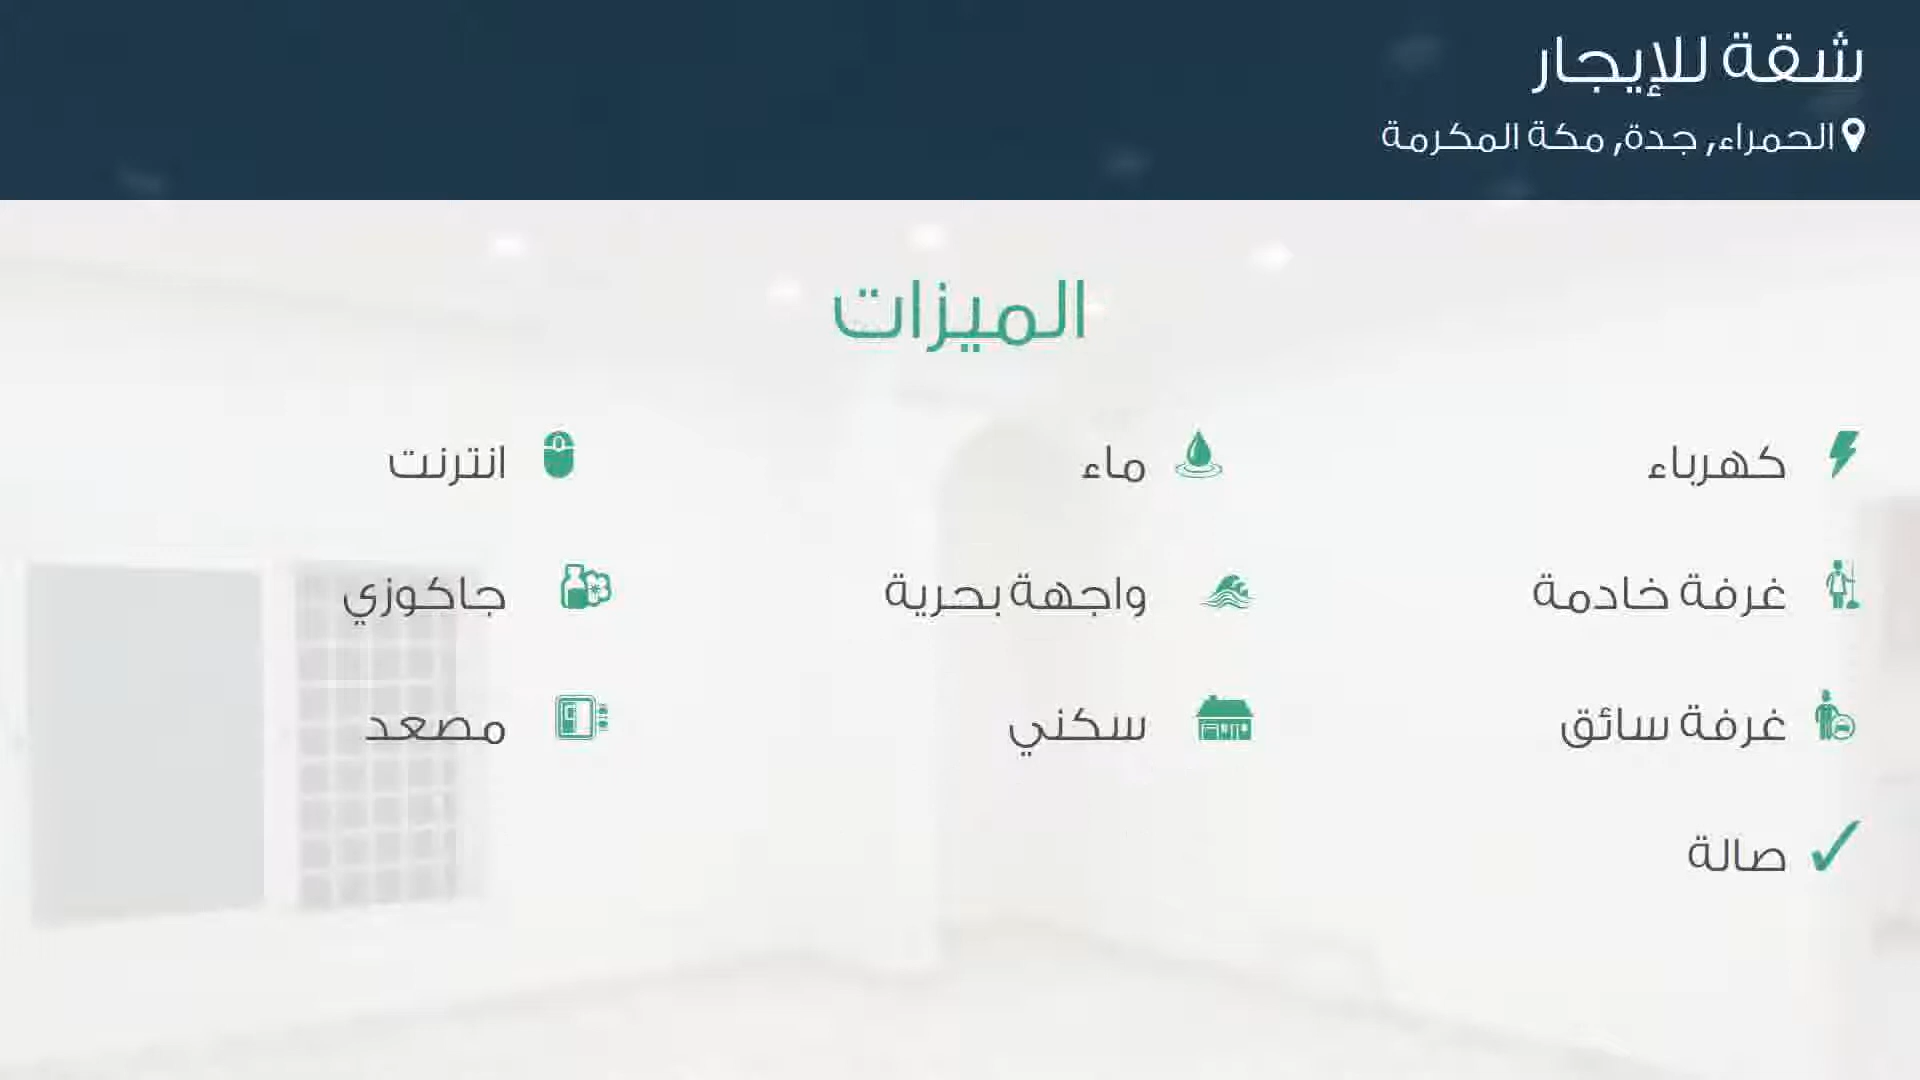 شقة للإيجار
الحمراء, جدة, مكة المكرمة
الميزات
كهرباء
ماء
انترنت
غرفة خادمة
واجهة بحرية
جاكوزي
غرفة سائق
سكني
مصعد
صالة